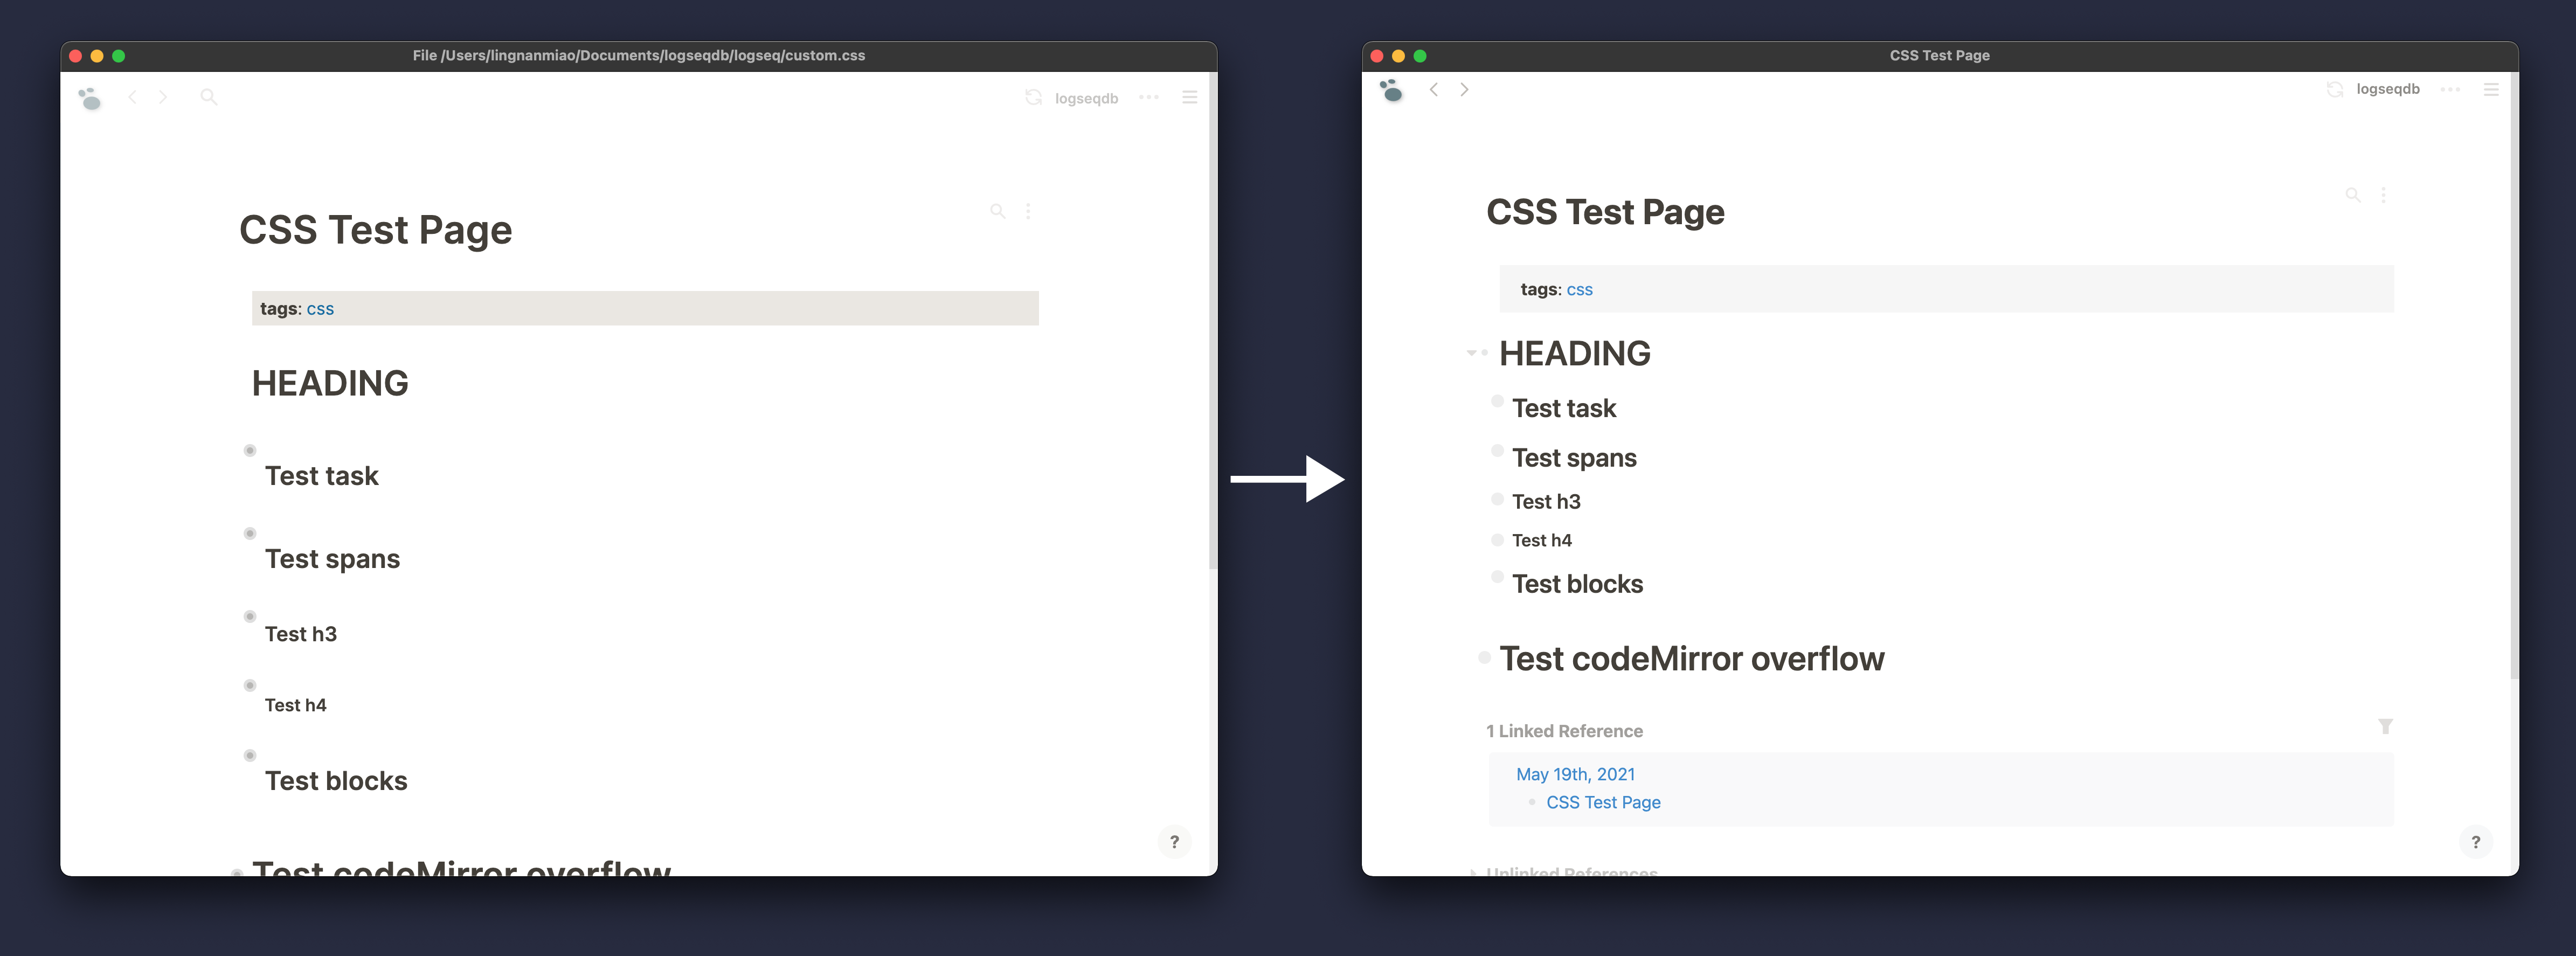 File /Users/lingnanmiao/Documents/logseqdb/logseq/custom.css
logseqdb
CSS Test Page
tags: css
HEADING
Test task
Test spans
Test h3
Test h4
Test blocks
Test codeMirror overflow
?
CSS Test Page
logseqdb
CSS Test Page
tags: css
HEADING
Test task
Test spans
Test h3
Test h4
Test blocks
Test codeMirror overflow
1 Linked Reference
May 19th, 2021
CSS Test Page
Unlinked References
?